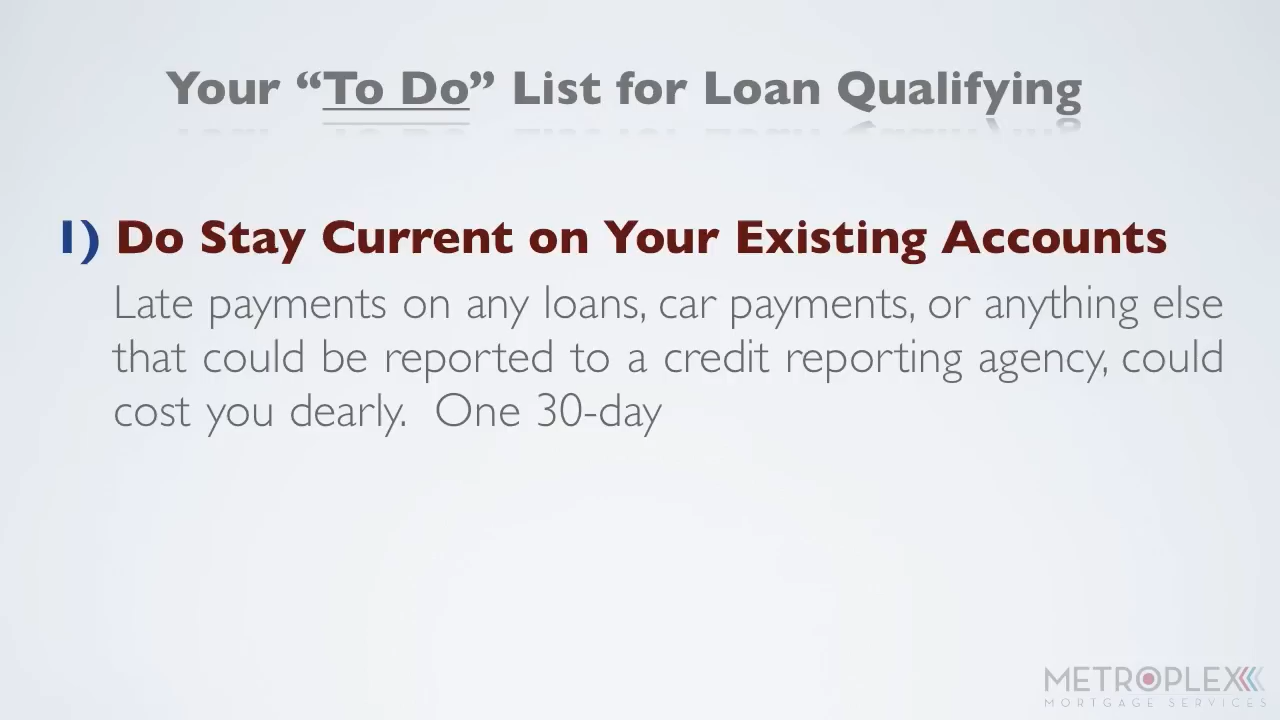 Your “To Do” List for Loan Qualifying
1) Do Stay Current on Your Existing Accounts
Late payments on any loans, car payments, or anything else
that could be reported to a credit reporting agency, could
cost you dearly. One 30-day
METROPLEX
MORTGAGE SERVICES